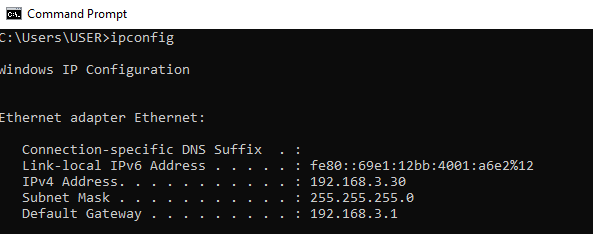 Command Prompt
C:\Users\USER>ipconfig
Windows IP Configuration
Ethernet adapter Ethernet:
Connection-specific DNS Suffix  . :
Link-local IPv6 Address . . . . . : fe80::69e1:12bb:4001:a6e2%12
IPv4 Address. . . . . . . . . . . : 192.168.3.30
Subnet Mask . . . . . . . . . . . : 255.255.255.0
Default Gateway . . . . . . . . . : 192.168.3.1